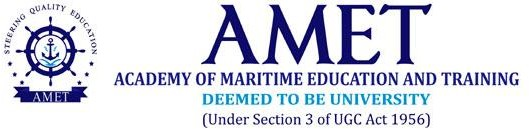 STEERING QUALITY EDUCATION
AMET
AMET
ACADEMY OF MARITIME EDUCATION AND TRAINING
DEEMED TO BE UNIVERSITY
(Under Section 3 of UGC Act 1956)